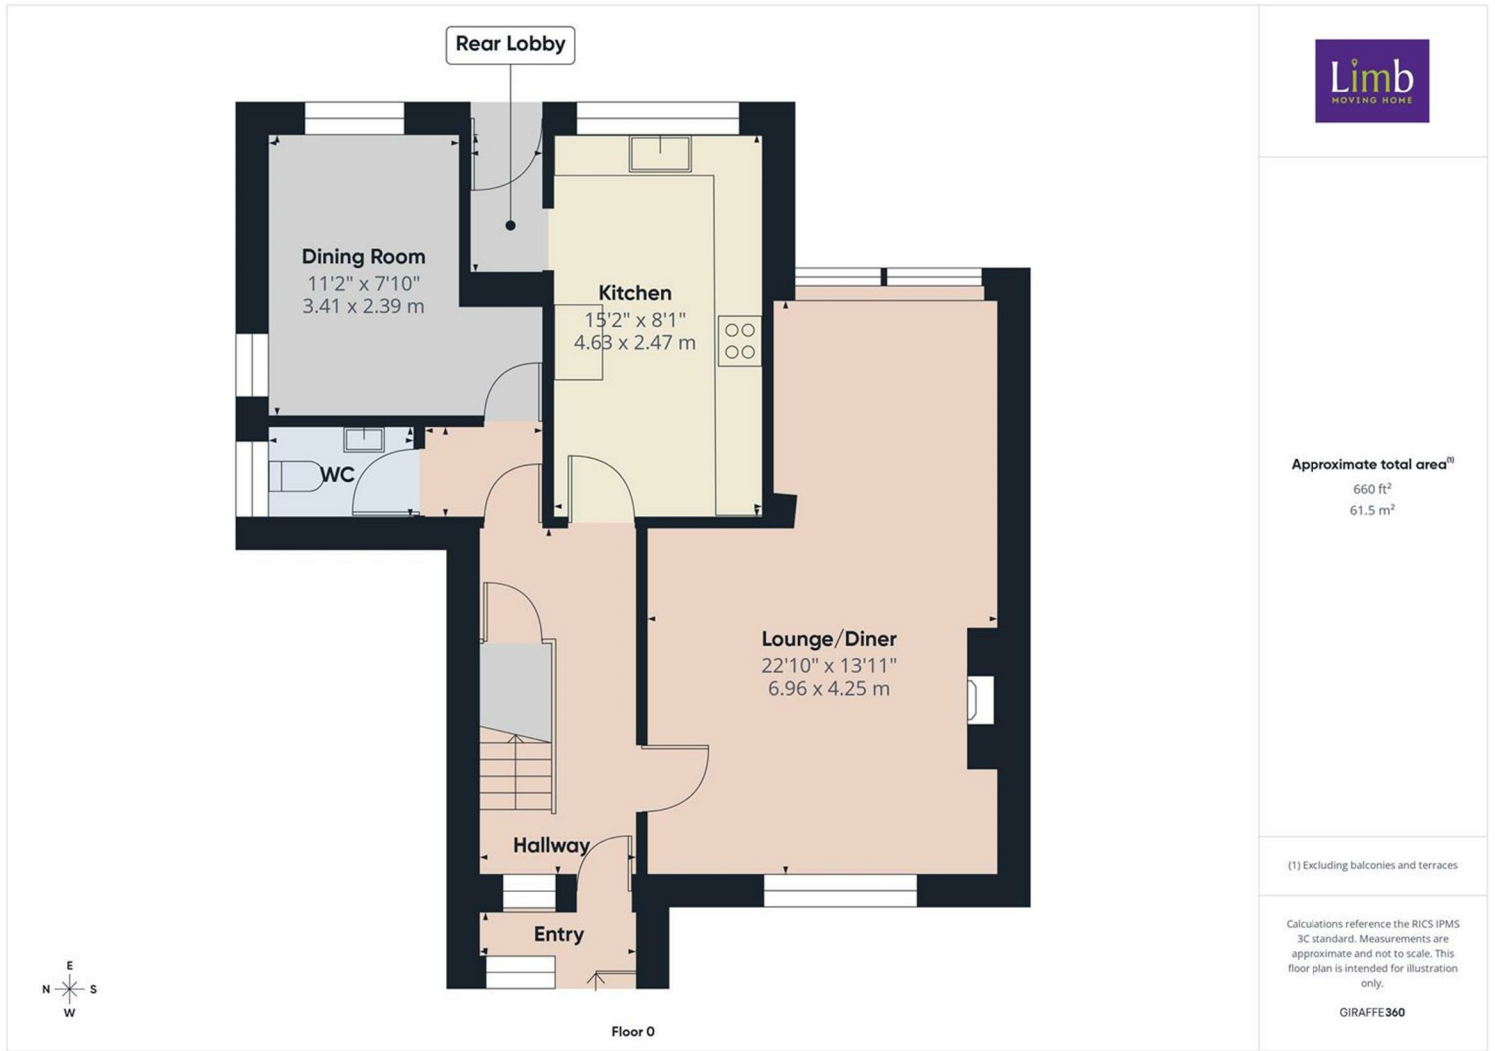 Rear Lobby
Dining Room
11'2" x 7'10"
3.41 x 2.39 m
Kitchen
15'2" x 8'1"
4.63 x 2.47 m
WC
Lounge/Diner
22'10" x 13'11"
6.96 x 4.25 m
Hallway
Entry
E
N S
W
Floor 0
Limb
MOVING HOME
Approximate total area(1)
660 ft²
61.5 m²
(1) Excluding balconies and terraces
Calculations reference the RICS IPMS
3C standard. Measurements are
approximate and not to scale. This
floor plan is intended for illustration
only.
GIRAFFE360